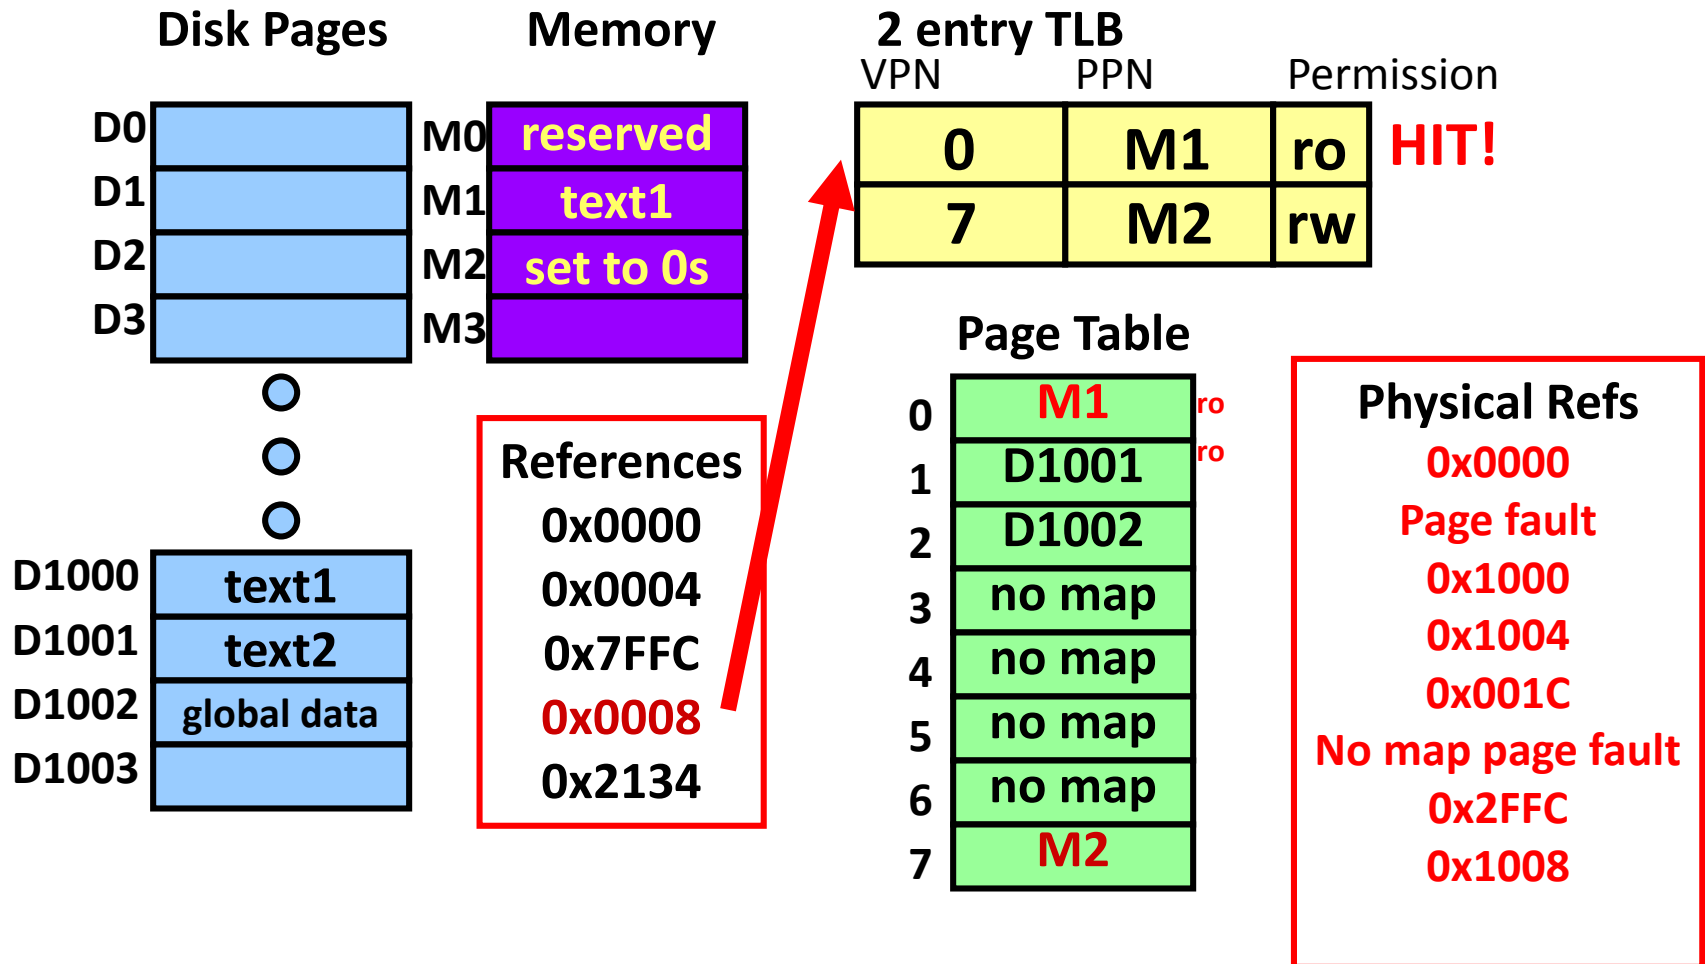 Disk Pages
D0
D1
D2
D3
D1000 text1
D1001 text2
D1002 global data
D1003
Memory
M0 reserved
M1 text1
M2 set to 0s
M3
References
0x0000
0x0004
0x7FFC
0x0008
0x2134
2 entry TLB
VPN PPN Permission
0 M1 ro HIT!
7 M2 rw
Page Table
0 M1 ro
1 D1001 ro
2 D1002
3 no map
4 no map
5 no map
6 no map
7 M2
Physical Refs
0x0000
Page fault
0x1000
0x1004
0x001C
No map page fault
0x2FFC
0x1008